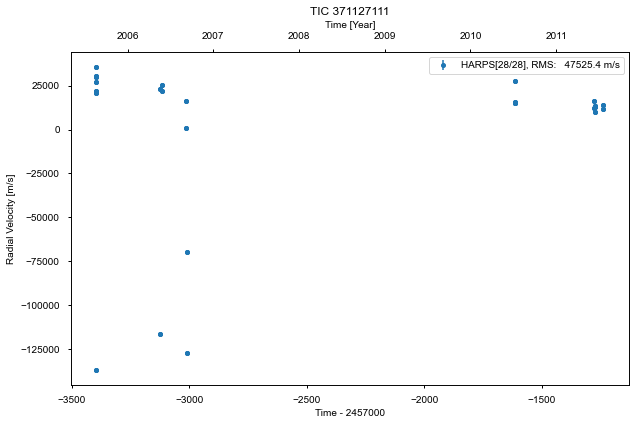 TIC 371127111
Time [Year]
2006 2007 2008 2009 2010 2011
HARPS[28/28], RMS: 47525.4 m/s
Radial Velocity [m/s]
25000
0
−25000
−50000
−75000
−100000
−125000
−3500 −3000 −2500 −2000 −1500
Time - 2457000